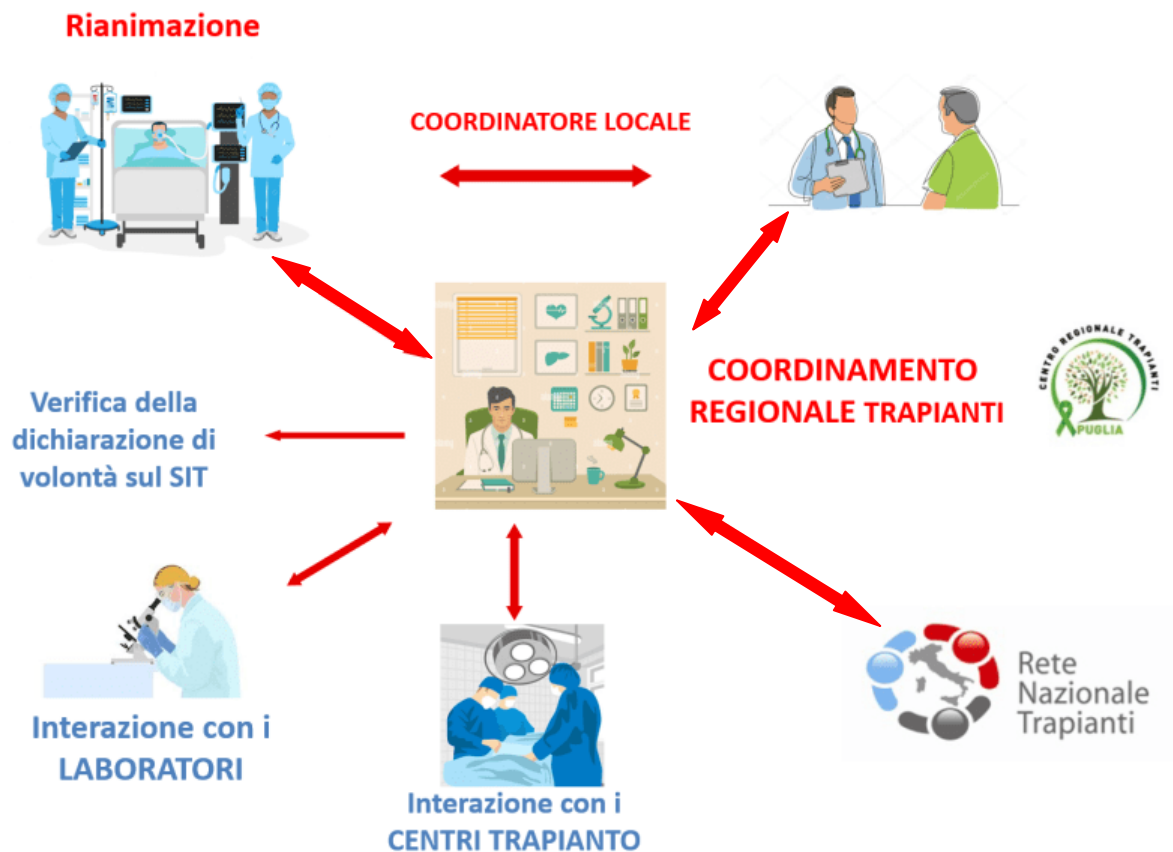 Rianimazione
COORDINATORE LOCALE
COORDINAMENTO
REGIONALE TRAPIANTI
CENTRO REGIONALE TRAPIANTI
PUGLIA
Verifica della
dichiarazione di
volontà sul SIT
Interazione con i
LABORATORI
Interazione con i
CENTRI TRAPIANTO
Rete
Nazionale
Trapianti